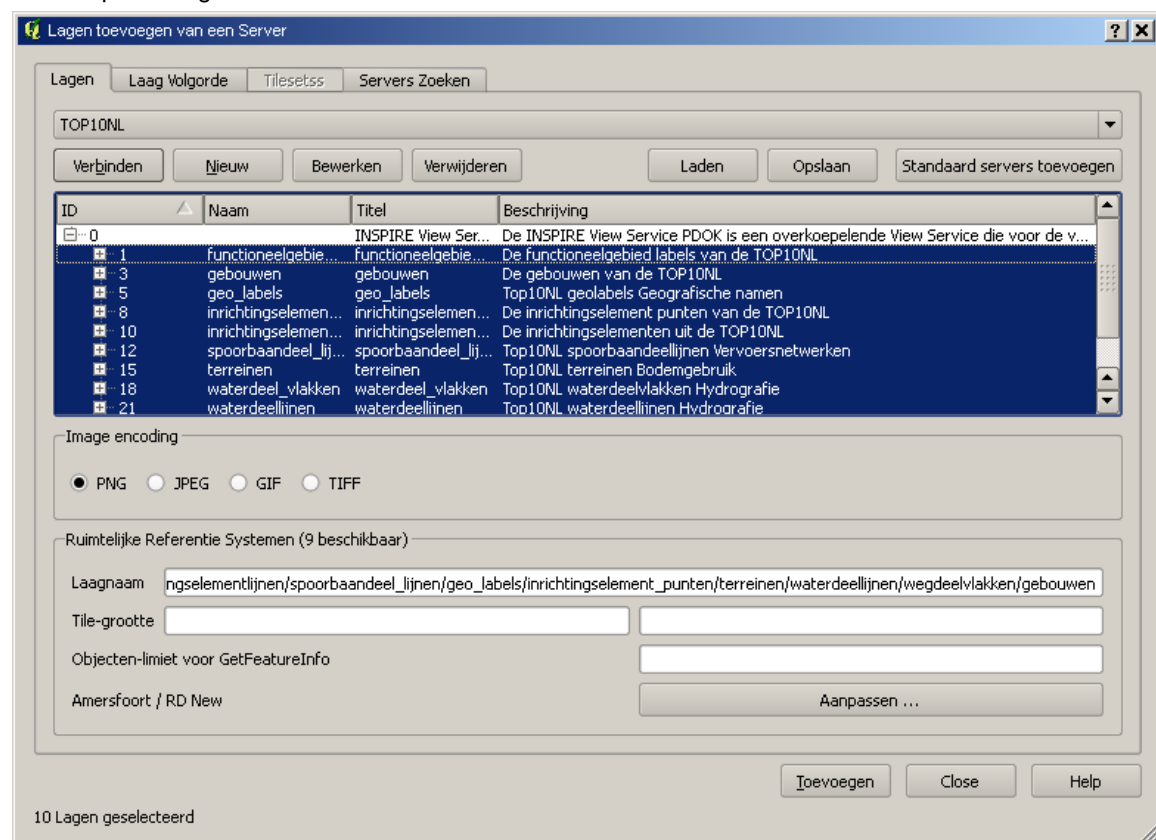 Lagen toevoegen van een Server
Lagen Laag Volgorde Tilesetss Servers Zoeken
TOP10NL
Verbinden Nieuw Bewerken Verwijderen Laden Opslaan Standaard servers toevoegen
ID Naam Titel Beschrijving
0 INSPIRE View Ser... De INSPIRE View Service PDOK is een overkoepelende View Service die voor de v...
1 functioneelgebie... functioneelgebie... De functioneelgebied labels van de TOP10NL
3 gebouwen gebouwen De gebouwen van de TOP10NL
5 geo_labels geo_labels Top10NL geolabels Geografische namen
8 inrichtingselemen... inrichtingselemen... De inrichtingselement punten van de TOP10NL
10 inrichtingselemen... inrichtingselemen... De inrichtingselementen uit de TOP10NL
12 spoorbaandeel_lij... spoorbaandeel_lij... Top10NL spoorbaandeellijnen Vervoersnetwerken
15 terreinen terreinen Top10NL terreinen Bodemgebruik
18 waterdeel_vlakken waterdeel_vlakken Top10NL waterdeelvlakken Hydrografie
21 waterdeellijnen waterdeellijnen Top10NL waterdeellijnen Hydrografie
Image encoding
PNG JPEG GIF TIFF
Ruimtelijke Referentie Systemen (9 beschikbaar)
Laagnaam ngselementlijnen/spoorbaandeel_lijnen/geo_labels/inrichtingselement_punten/terreinen/waterdeellijnen/wegdeelvlakken/gebouwen
Tile-grootte
Objecten-limiet voor GetFeatureInfo
Amersfoort / RD New Aanpassen ...
Toevoegen Close Help
10 Lagen geselecteerd